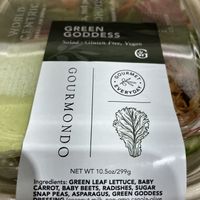 GREEN
GODDESS
Salad - Gluten Free, Vegan
GOURMONDO
GOURMET
EVERYDAY
NET WT 10.5oz/299g
Ingredients: GREEN LEAF LETTUCE, BABY
CARROT, BABY BEETS, RADISHES, SUGAR
SNAP PEAS, ASPARAGUS, GREEN GODDESS
DRESSING